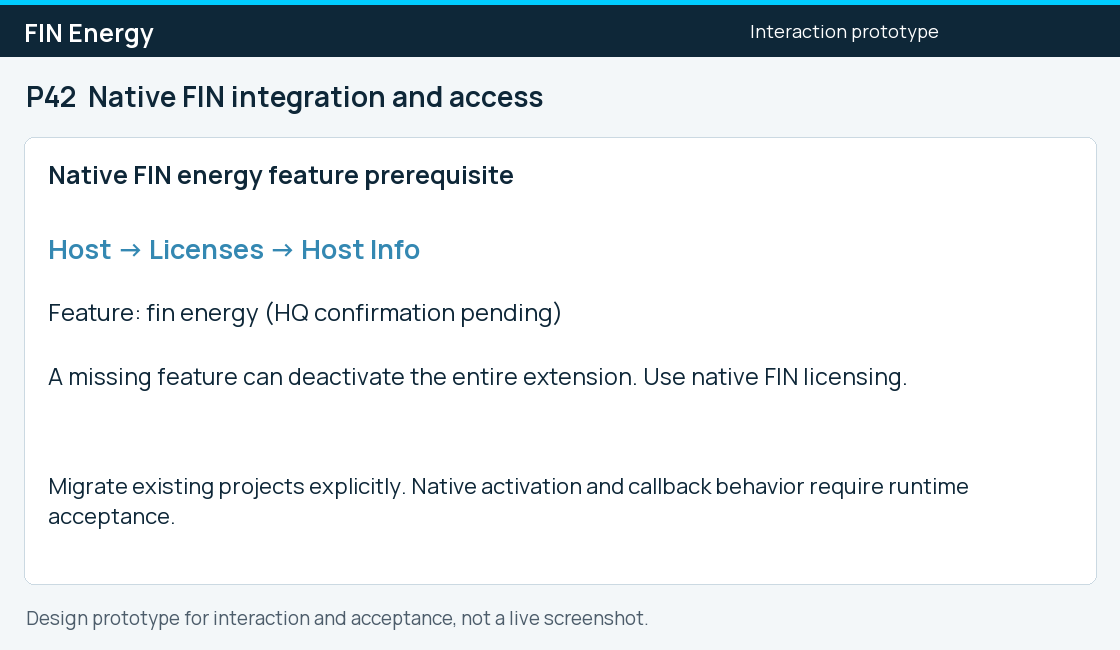 FIN Energy
Interaction prototype
P42 Native FIN integration and access
Native FIN energy feature prerequisite
Host → Licenses → Host Info
Feature: fin energy (HQ confirmation pending)
A missing feature can deactivate the entire extension. Use native FIN licensing.
Migrate existing projects explicitly. Native activation and callback behavior require runtime
acceptance.
Design prototype for interaction and acceptance, not a live screenshot.